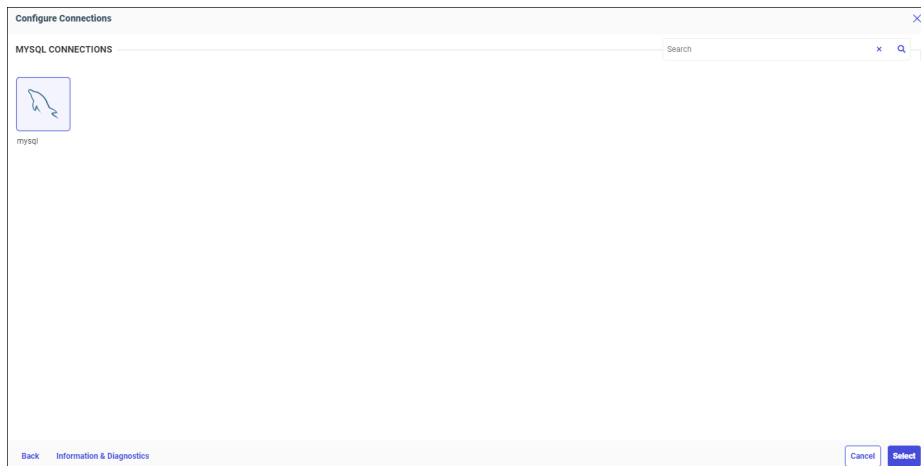 Configure Connections
MYSQL CONNECTIONS
Search
mysql
Back Information & Diagnostics Cancel Select